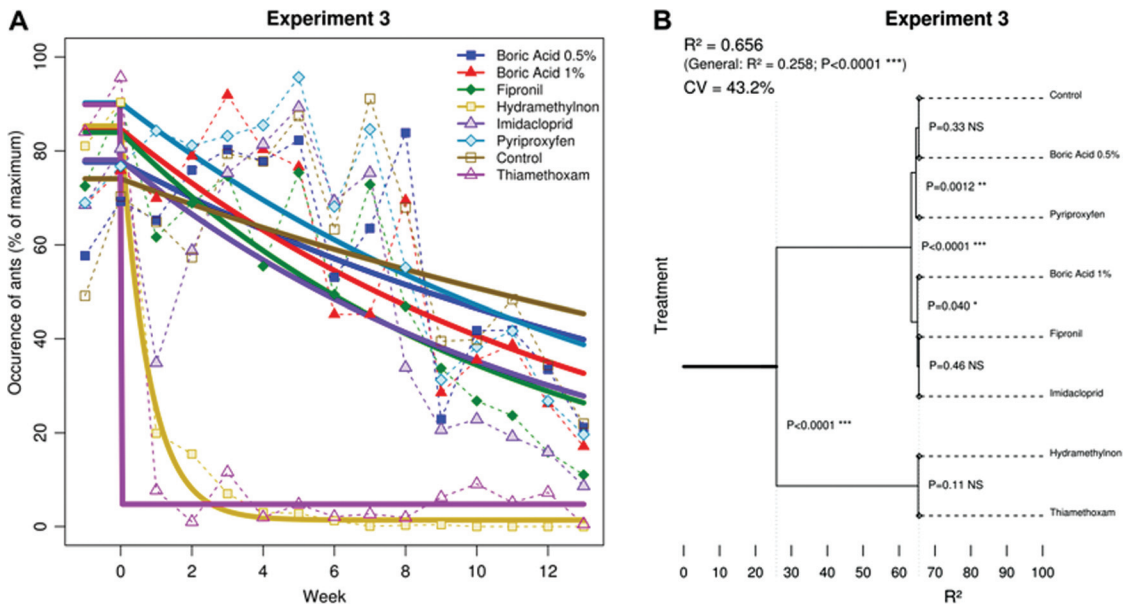 A
Experiment 3
Occurence of ants (% of maximum)
100
80
60
40
20
0
Boric Acid 0.5%
Boric Acid 1%
Fipronil
Hydramethylnon
Imidacloprid
Pyriproxyfen
Control
Thiamethoxam
0 2 4 6 8 10 12
Week
B
Experiment 3
R² = 0.656
(General: R² = 0.258; P<0.0001 ***)
CV = 43.2%
Treatment
Control
P=0.33 NS
Boric Acid 0.5%
P=0.0012 **
Pyriproxyfen
P<0.0001 ***
Boric Acid 1%
P=0.040 *
Fipronil
P=0.46 NS
Imidacloprid
P<0.0001 ***
Hydramethylnon
P=0.11 NS
Thiamethoxam
0 10 20 30 40 50 60 70 80 90 100
R²